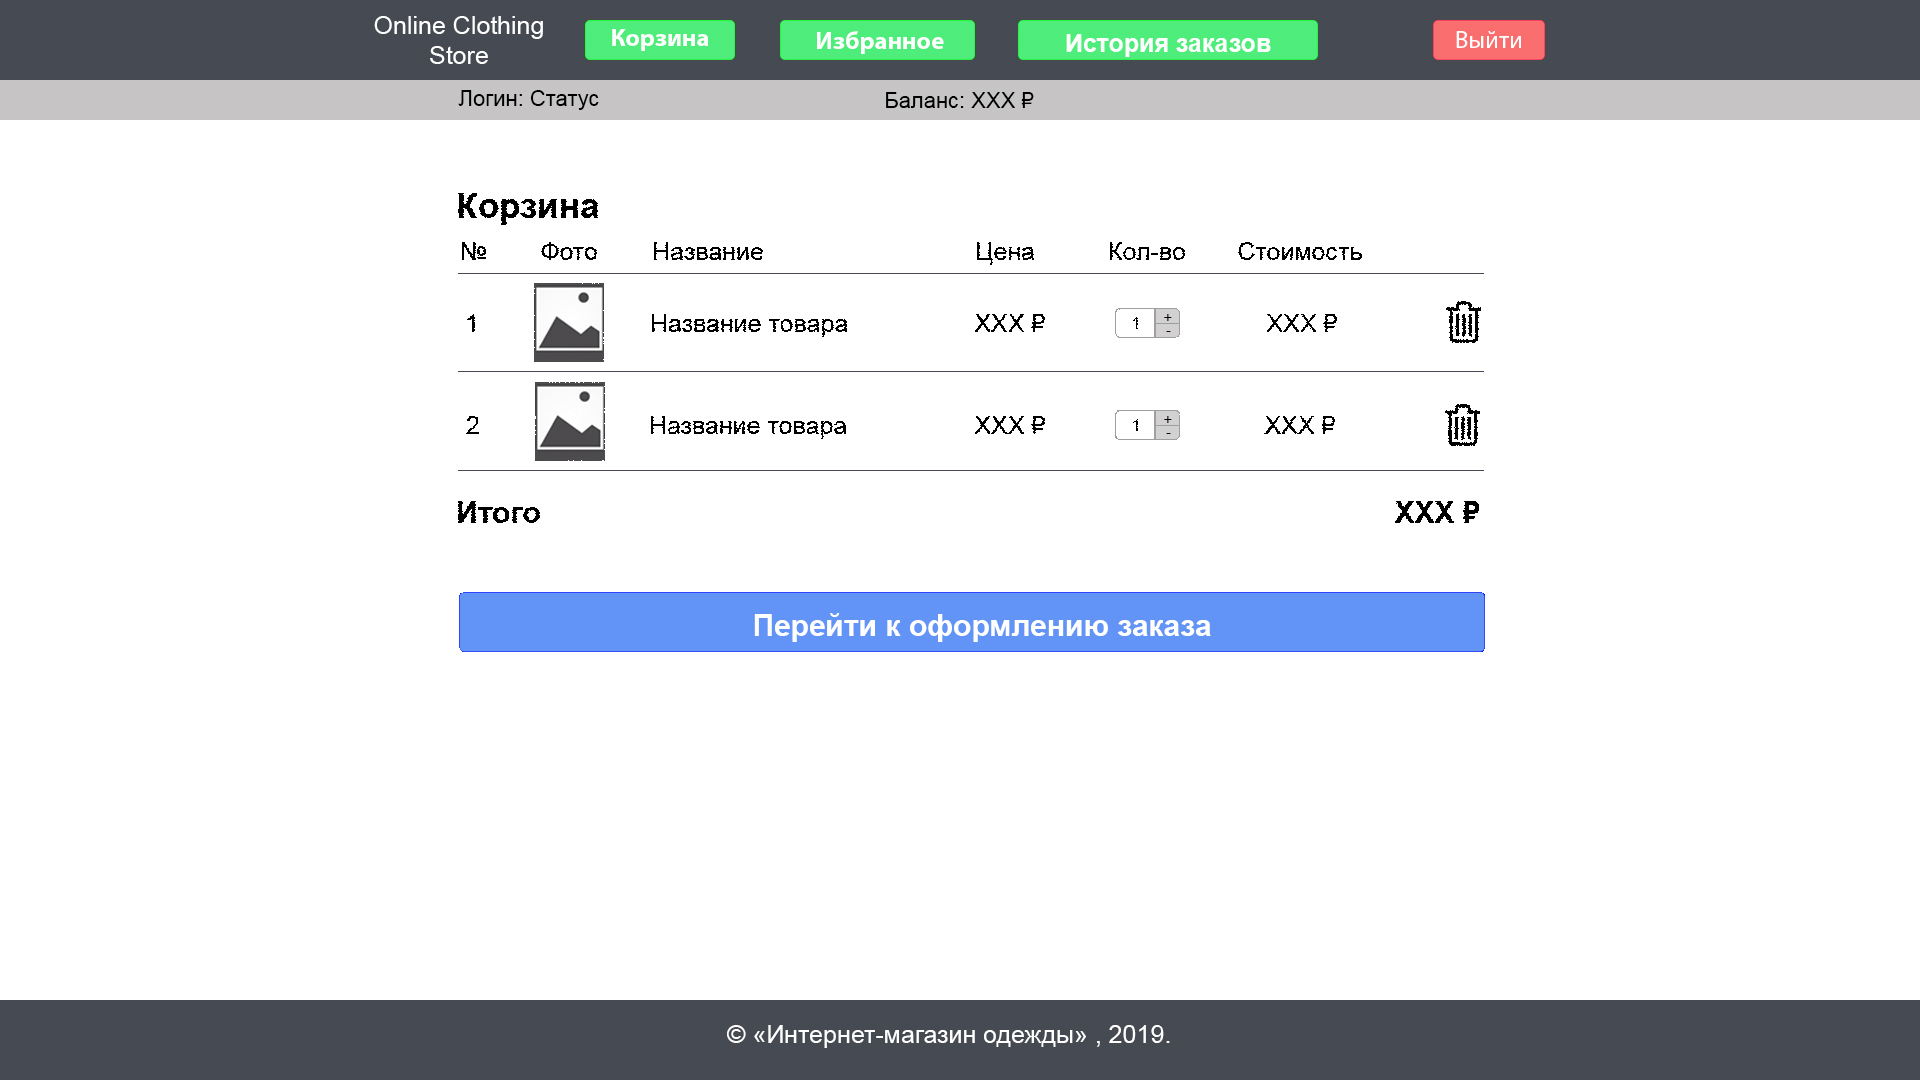 Online Clothing
Store
Корзина
Избранное
История заказов
Выйти
Логин: Статус
Баланс: XXX ₽
Корзина
№ Фото Название Цена Кол-во Стоимость
1 Название товара XXX ₽ 1 + - XXX ₽
2 Название товара XXX ₽ 1 + - XXX ₽
Итого XXX ₽
Перейти к оформлению заказа
© «Интернет-магазин одежды» , 2019.